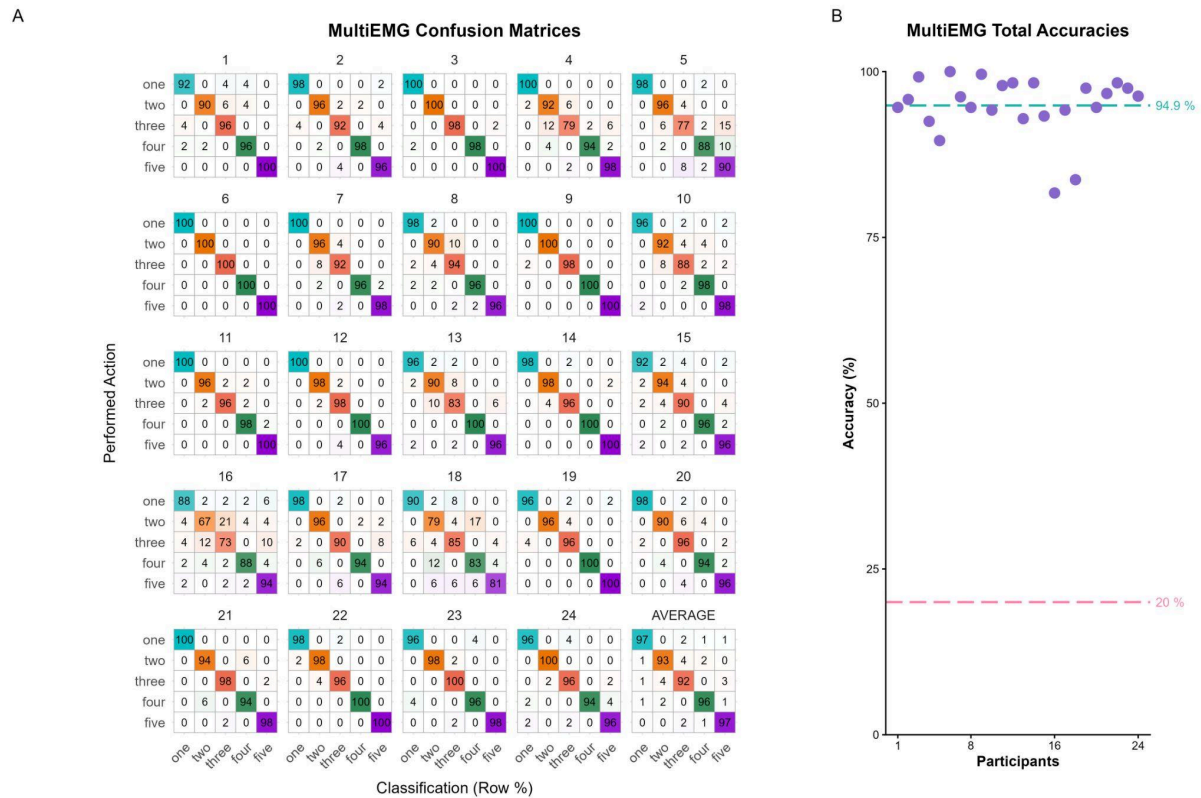 A
B
MultiEMG Confusion Matrices
MultiEMG Total Accuracies
1 2 3 4 5
one 92 0 4 4 0 98 0 0 0 2 100 0 0 0 0 100 0 0 0 0 98 0 0 2 0
two 0 90 6 4 0 0 96 2 2 0 0 100 0 0 0 2 92 6 0 0 0 96 4 0 0
three 4 0 96 0 0 4 0 92 0 4 0 0 98 0 2 0 12 79 2 6 0 6 77 2 15
four 2 2 0 96 0 0 2 0 98 0 0 0 0 98 0 0 4 0 94 2 0 2 0 88 10
five 0 0 0 0 100 0 0 4 0 96 0 0 0 0 100 0 0 2 0 98 0 0 8 2 90
6 7 8 9 10
one 100 0 0 0 0 100 0 0 0 0 98 2 0 0 0 100 0 0 0 0 96 0 2 0 2
two 0 100 0 0 0 0 96 4 0 0 0 90 10 0 0 0 100 0 0 0 0 92 4 4 0
three 0 0 100 0 0 0 8 92 0 0 2 4 94 0 0 2 0 98 0 0 0 8 88 2 2
four 0 0 0 100 0 0 2 0 96 2 0 2 2 96 0 0 0 0 100 0 0 2 0 98 0
five 0 0 0 0 100 0 0 2 0 98 0 0 2 2 96 0 0 0 0 100 0 0 0 2 98
11 12 13 14 15
one 100 0 0 0 0 100 0 0 0 0 96 2 2 0 0 98 0 2 0 0 92 2 4 0 2
two 0 96 2 2 0 0 98 2 0 0 2 90 8 0 0 0 98 0 0 2 2 94 4 0 0
three 0 2 96 2 0 0 2 98 0 0 0 10 83 0 6 0 4 96 0 0 2 4 90 0 4
four 0 0 0 98 2 0 0 0 100 0 0 0 0 100 0 0 0 0 100 0 0 2 0 96 2
five 0 0 0 0 100 0 0 4 0 96 2 0 2 0 96 0 0 0 0 100 2 0 2 0 96
16 17 18 19 20
one 88 2 2 2 6 98 0 2 0 0 90 2 8 0 0 96 0 2 0 2 98 0 2 0 0
two 4 67 21 4 4 0 96 0 2 2 0 79 4 17 0 0 96 4 0 0 0 90 6 4 0
three 4 12 73 0 10 2 0 90 0 8 6 4 85 0 4 4 0 96 0 0 0 2 96 0 2
four 2 4 2 88 4 0 6 0 94 0 0 12 0 83 4 0 0 0 100 0 0 4 0 94 2
five 2 0 2 2 94 0 0 6 0 94 0 6 6 6 81 0 0 0 0 100 0 0 4 0 96
21 22 23 24 AVERAGE
one 100 0 0 0 0 98 0 2 0 0 96 0 0 4 0 96 0 4 0 0 97 0 2 1 1
two 0 94 0 6 0 2 98 0 0 0 0 98 2 0 0 0 100 0 0 0 1 93 4 2 0
three 0 0 98 0 2 0 4 96 0 0 0 0 100 0 0 0 2 96 0 2 1 4 92 0 3
four 0 6 0 94 0 0 0 0 100 0 4 0 0 96 0 2 0 0 94 4 1 2 0 96 1
five 0 0 2 0 98 0 0 0 0 100 0 0 2 0 98 2 0 0 2 96 0 0 2 1 97
one two three four five one two three four five one two three four five one two three four five one two three four five
Performed Action
Classification (Row %)
Accuracy (%)
100
94.9 %
75
50
25
20 %
0
1 8 16 24
Participants